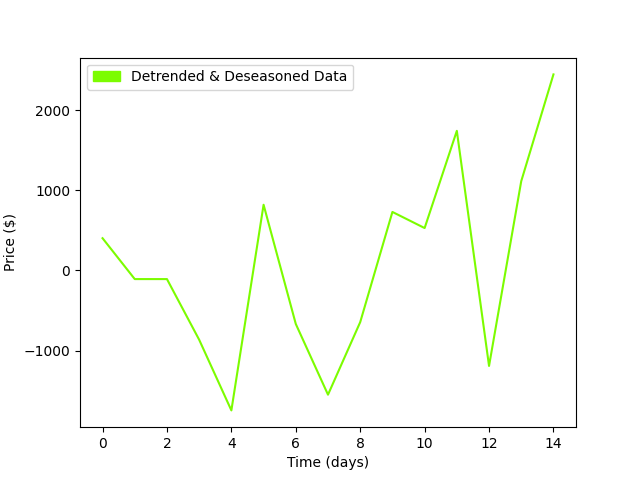 Detrended & Deseasoned Data
Price ($)
2000
1000
0
−1000
0 2 4 6 8 10 12 14
Time (days)